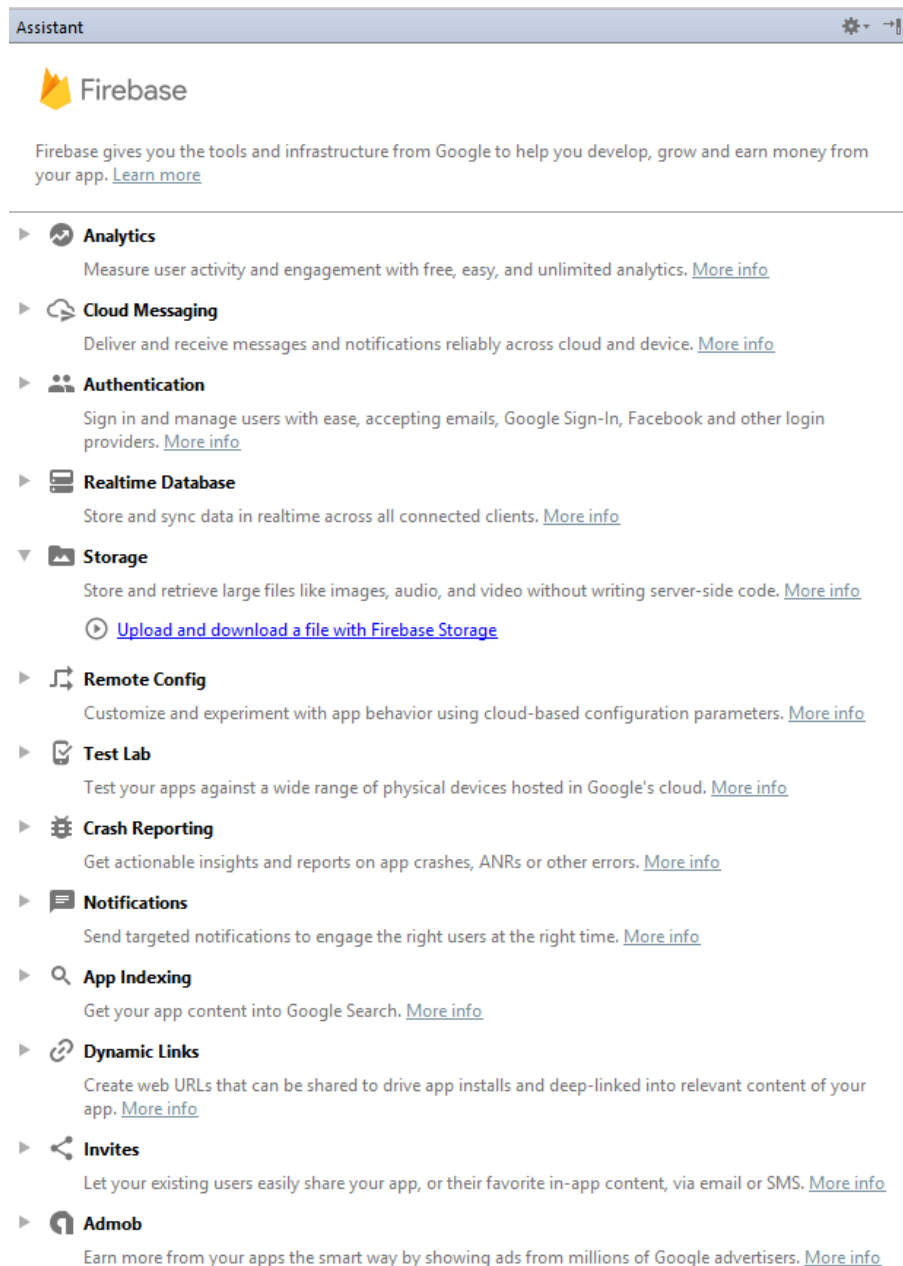 Assistant
Firebase
Firebase gives you the tools and infrastructure from Google to help you develop, grow and earn money from
your app. Learn more
Analytics
Measure user activity and engagement with free, easy, and unlimited analytics. More info
Cloud Messaging
Deliver and receive messages and notifications reliably across cloud and device. More info
Authentication
Sign in and manage users with ease, accepting emails, Google Sign-In, Facebook and other login
providers. More info
Realtime Database
Store and sync data in realtime across all connected clients. More info
Storage
Store and retrieve large files like images, audio, and video without writing server-side code. More info
Upload and download a file with Firebase Storage
Remote Config
Customize and experiment with app behavior using cloud-based configuration parameters. More info
Test Lab
Test your apps against a wide range of physical devices hosted in Google's cloud. More info
Crash Reporting
Get actionable insights and reports on app crashes, ANRs or other errors. More info
Notifications
Send targeted notifications to engage the right users at the right time. More info
App Indexing
Get your app content into Google Search. More info
Dynamic Links
Create web URLs that can be shared to drive app installs and deep-linked into relevant content of your
app. More info
Invites
Let your existing users easily share your app, or their favorite in-app content, via email or SMS. More info
Admob
Earn more from your apps the smart way by showing ads from millions of Google advertisers. More info